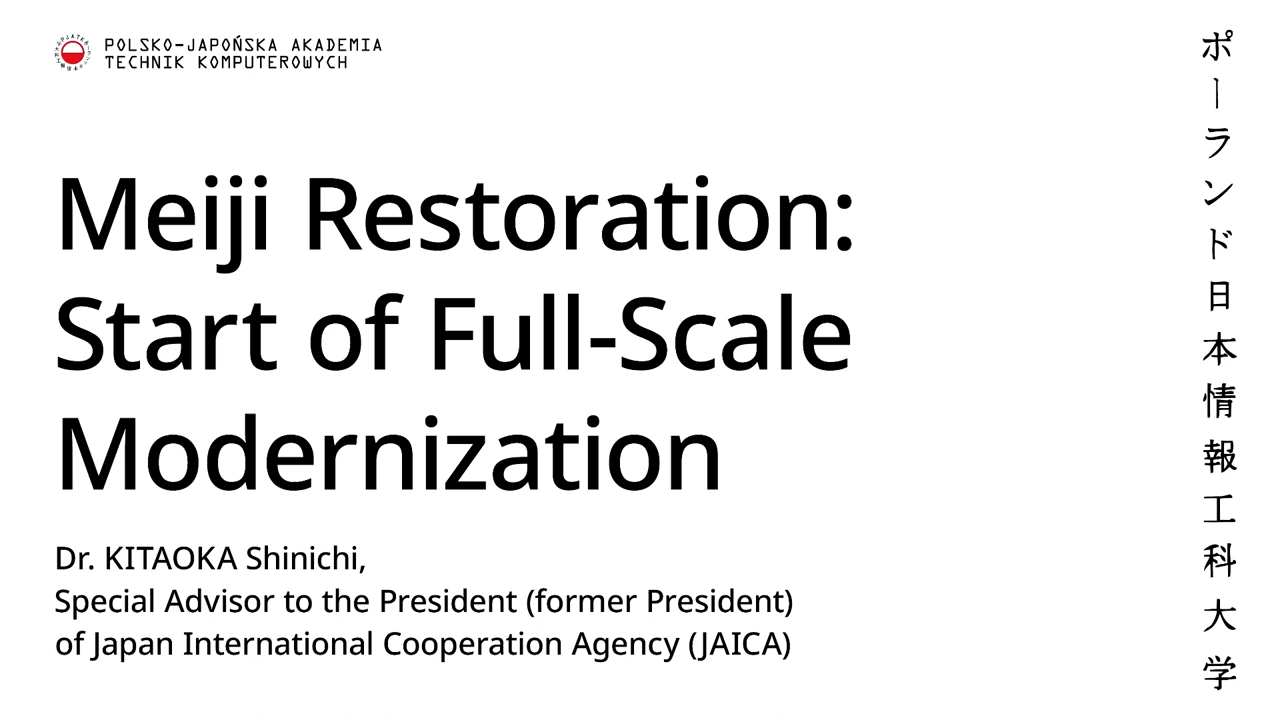 POLSKO-JAPOŃSKA AKADEMIA
TECHNIK KOMPUTEROWYCH
Meiji Restoration:
Start of Full-Scale
Modernization
Dr. KITAOKA Shinichi,
Special Advisor to the President (former President)
of Japan International Cooperation Agency (JAICA)
ポーランド日本情報工科大学